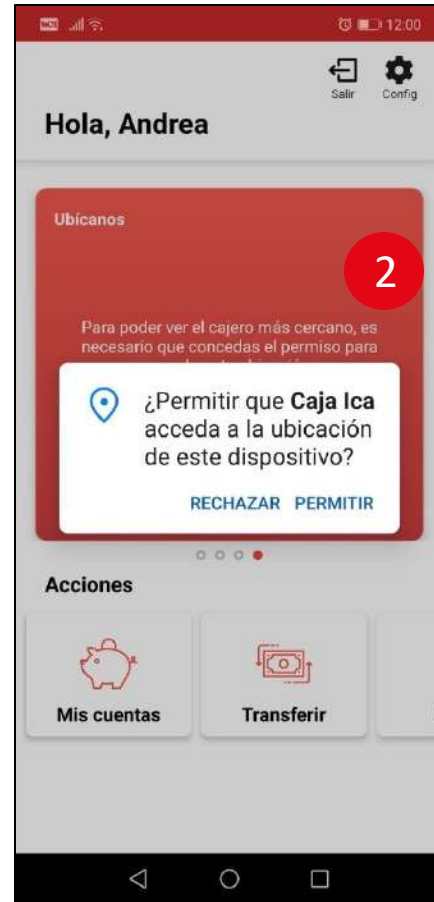 12:00
Salir
Config
Hola, Andrea
Ubícanos
2
Para poder ver el cajero más cercano, es
necesario que concedas el permiso para
¿Permitir que Caja Ica
acceda a la ubicación
de este dispositivo?
RECHAZAR PERMITIR
Acciones
Mis cuentas
Transferir